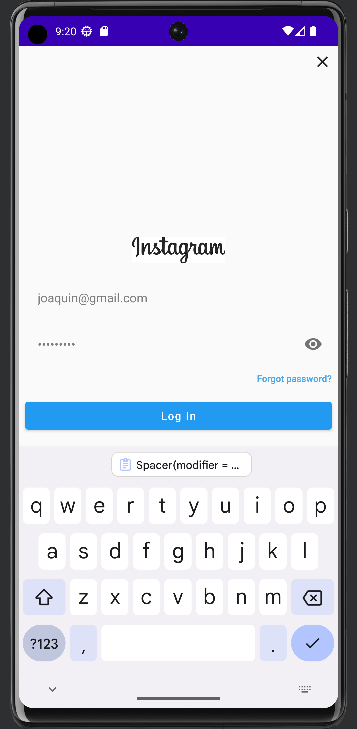 9:20
Instagram
joaquin@gmail.com
•••••••••
Forgot password?
Log In
Spacer(modifier = ...
q w e r t y u i o p
a s d f g h j k l
z x c v b n m
?123 , .